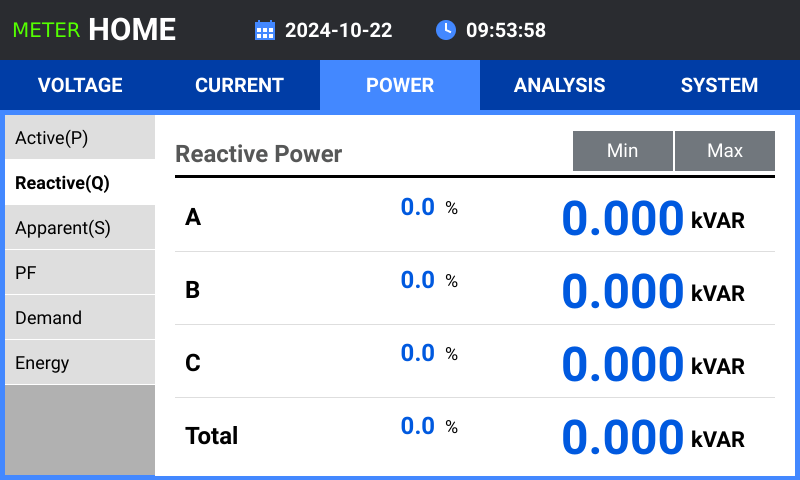 METER HOME 2024-10-22 09:53:58
VOLTAGE CURRENT POWER ANALYSIS SYSTEM
Active(P)
Reactive(Q)
Apparent(S)
PF
Demand
Energy
Reactive Power Min Max
A 0.0 % 0.000 kVAR
B 0.0 % 0.000 kVAR
C 0.0 % 0.000 kVAR
Total 0.0 % 0.000 kVAR